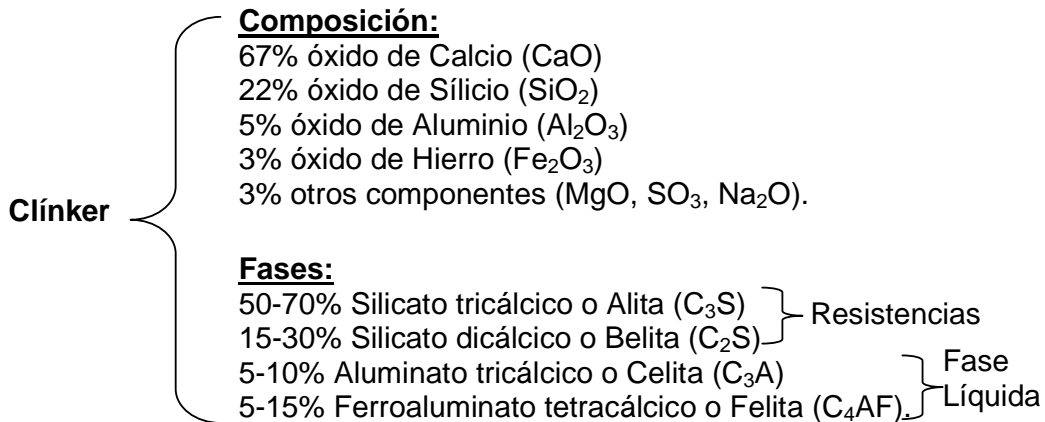 Composición:
67% óxido de Calcio (CaO)
22% óxido de Sílicio (SiO₂)
5% óxido de Aluminio (Al₂O₃)
3% óxido de Hierro (Fe₂O₃)
3% otros componentes (MgO, SO₃, Na₂O).
Clínker
Fases:
50-70% Silicato tricálcico o Alita (C₃S)
15-30% Silicato dicálcico o Belita (C₂S)
Resistencias
5-10% Aluminato tricálcico o Celita (C₃A)
5-15% Ferroaluminato tetracálcico o Felita (C₄AF).
Fase
Líquida